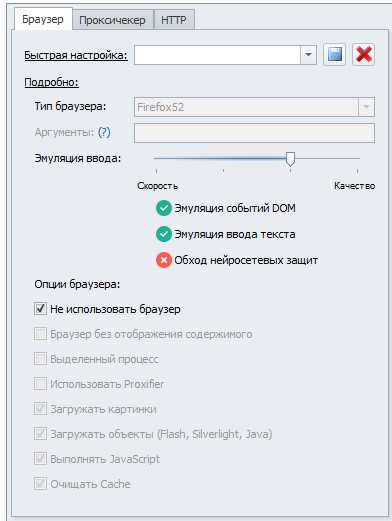 Браузер Проксичекер HTTP
Быстрая настройка:
Подробно:
Тип браузера: Firefox52
Аргументы: (?)
Эмуляция ввода:
Скорость Качество
Эмуляция событий DOM
Эмуляция ввода текста
Обход нейросетевых защит
Опции браузера:
Не использовать браузер
Браузер без отображения содержимого
Выделенный процесс
Использовать Proxifier
Загружать картинки
Загружать объекты (Flash, Silverlight, Java)
Выполнять JavaScript
Очищать Cache